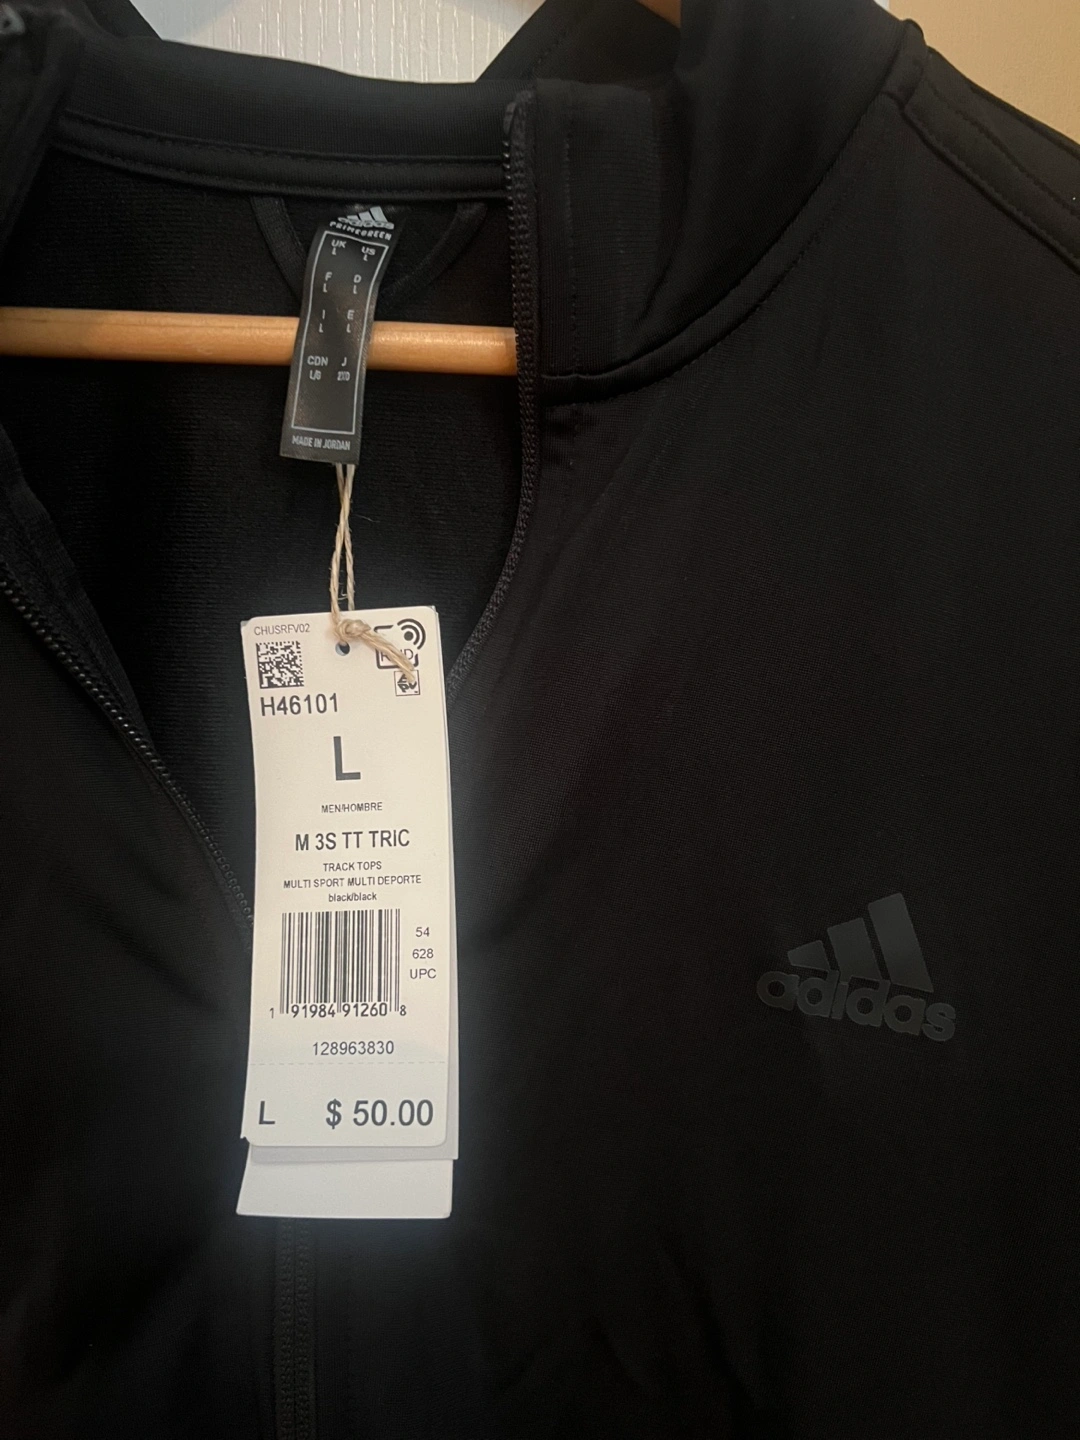 adidas
PRIMEGREEN
UK US
L L
F D
L L
I E
L L
CDN J
L/G 2XO
MADE IN JORDAN
CHUSRFV02
H46101
L
MEN/HOMBRE
M 3S TT TRIC
TRACK TOPS
MULTI SPORT MULTI DEPORTE
black/black
54
628
UPC
1 91984 91260 8
128963830
L $ 50.00
adidas